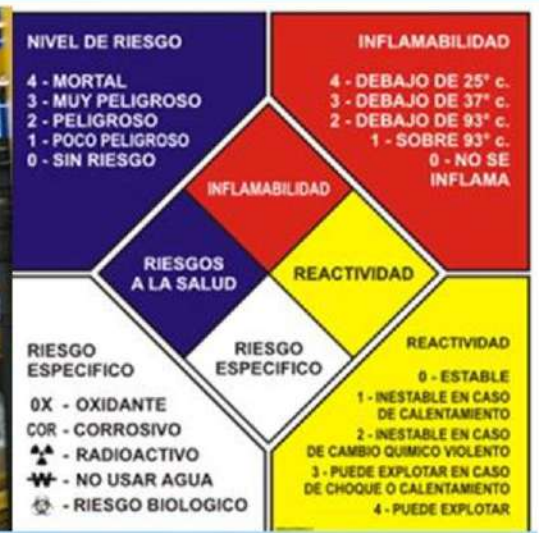 NIVEL DE RIESGO
4 - MORTAL
3 - MUY PELIGROSO
2 - PELIGROSO
1 - POCO PELIGROSO
0 - SIN RIESGO
INFLAMABILIDAD
4 - DEBAJO DE 25° c.
3 - DEBAJO DE 37° c.
2 - DEBAJO DE 93° c.
1 - SOBRE 93° c.
0 - NO SE
INFLAMA
INFLAMABILIDAD
RIESGOS
A LA SALUD
REACTIVIDAD
RIESGO
ESPECIFICO
RIESGO
ESPECIFICO
0X - OXIDANTE
COR - CORROSIVO
- RADIOACTIVO
W - NO USAR AGUA
- RIESGO BIOLOGICO
REACTIVIDAD
0 - ESTABLE
1 - INESTABLE EN CASO
DE CALENTAMIENTO
2 - INESTABLE EN CASO
DE CAMBIO QUIMICO VIOLENTO
3 - PUEDE EXPLOTAR EN CASO
DE CHOQUE O CALENTAMIENTO
4 - PUEDE EXPLOTAR